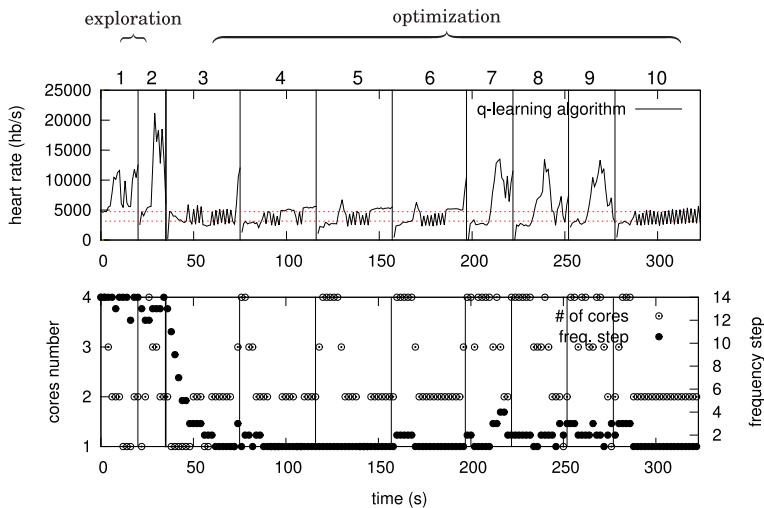 exploration optimization
1 2 3 4 5 6 7 8 9 10
25000
20000
15000
10000
5000
0
heart rate (hb/s)
q-learning algorithm
0 50 100 150 200 250 300
4
3
2
1
cores number
# of cores
freq. step
14
12
10
8
6
4
2
frequency step
0 50 100 150 200 250 300
time (s)